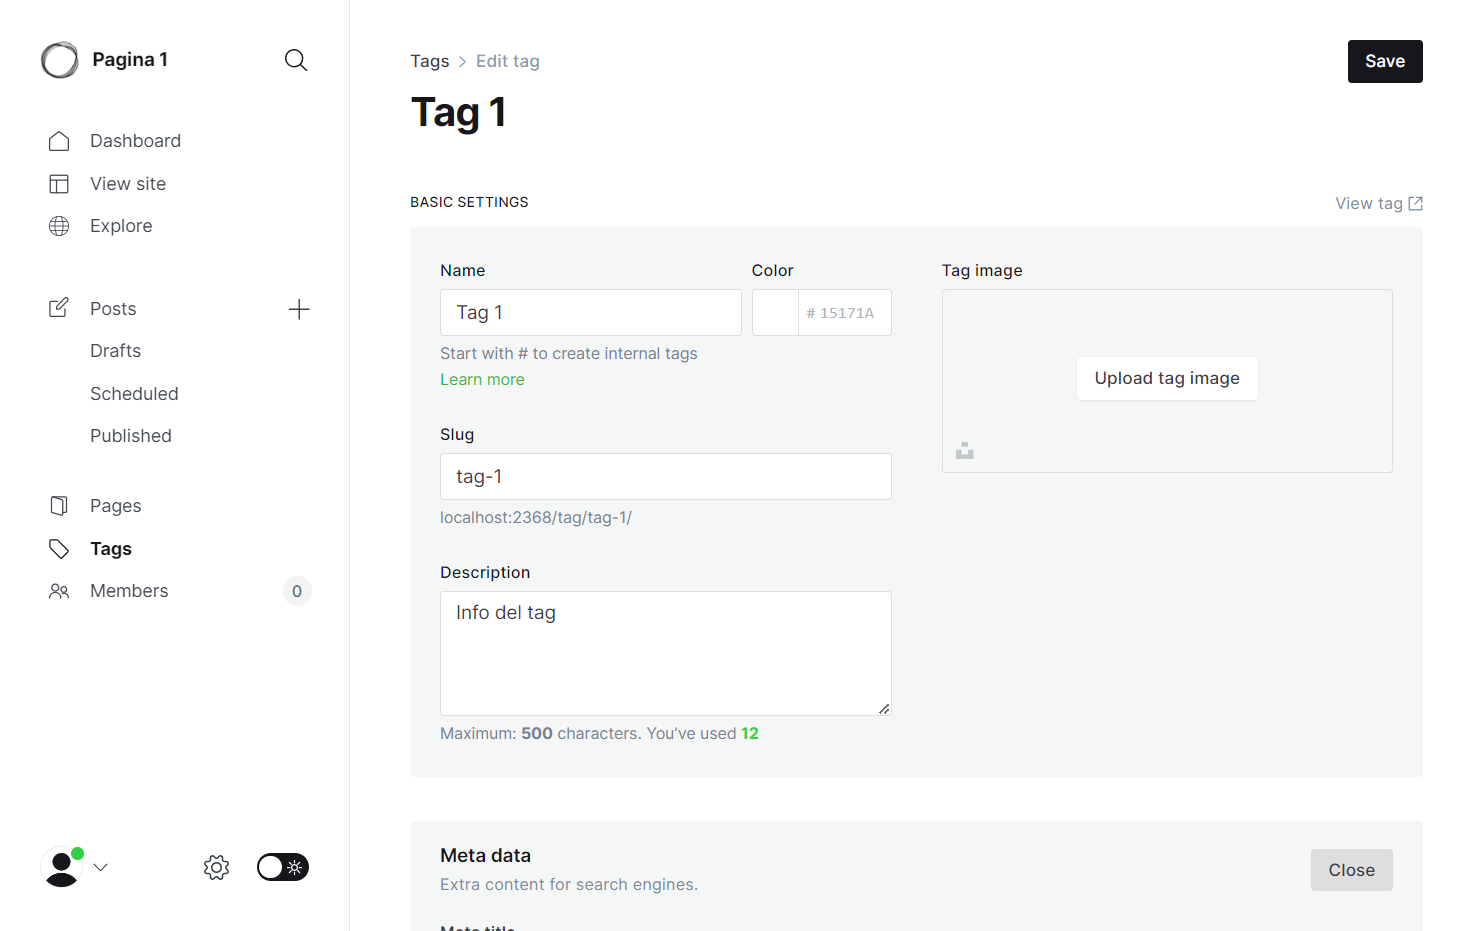 Pagina 1
Dashboard
View site
Explore
Posts
Drafts
Scheduled
Published
Pages
Tags
Members
0
Tags > Edit tag
Save
Tag 1
BASIC SETTINGS
View tag
Name
Tag 1
Start with # to create internal tags
Learn more
Color
# 15171A
Slug
tag-1
localhost:2368/tag/tag-1/
Description
Info del tag
Maximum: 500 characters. You’ve used 12
Tag image
Upload tag image
Meta data
Extra content for search engines.
Close
Meta title